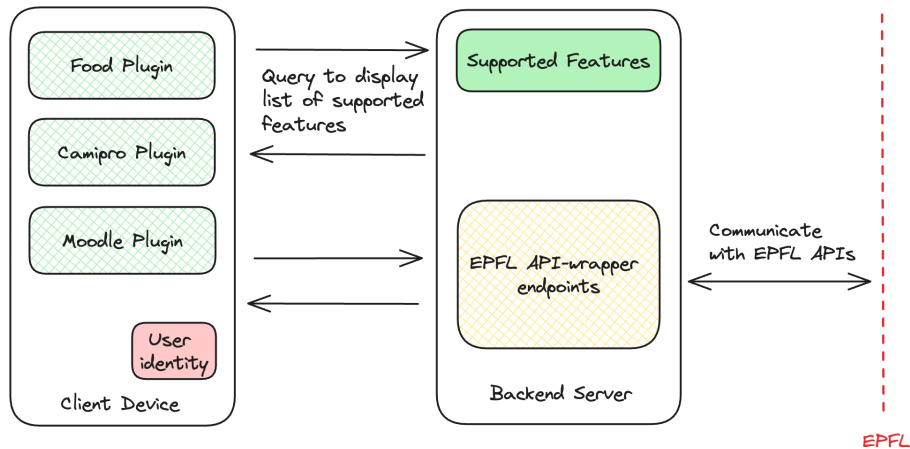 Food Plugin
Camipro Plugin
Moodle Plugin
User
identity
Client Device
Query to display
list of supported
features
Supported Features
EPFL API-wrapper
endpoints
Backend Server
Communicate
with EPFL APIs
EPFL